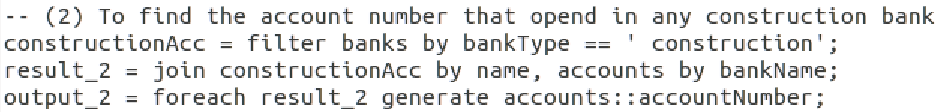 -- (2) To find the account number that opend in any construction bank
constructionAcc = filter banks by bankType == ' construction';
result_2 = join constructionAcc by name, accounts by bankName;
output_2 = foreach result_2 generate accounts::accountNumber;